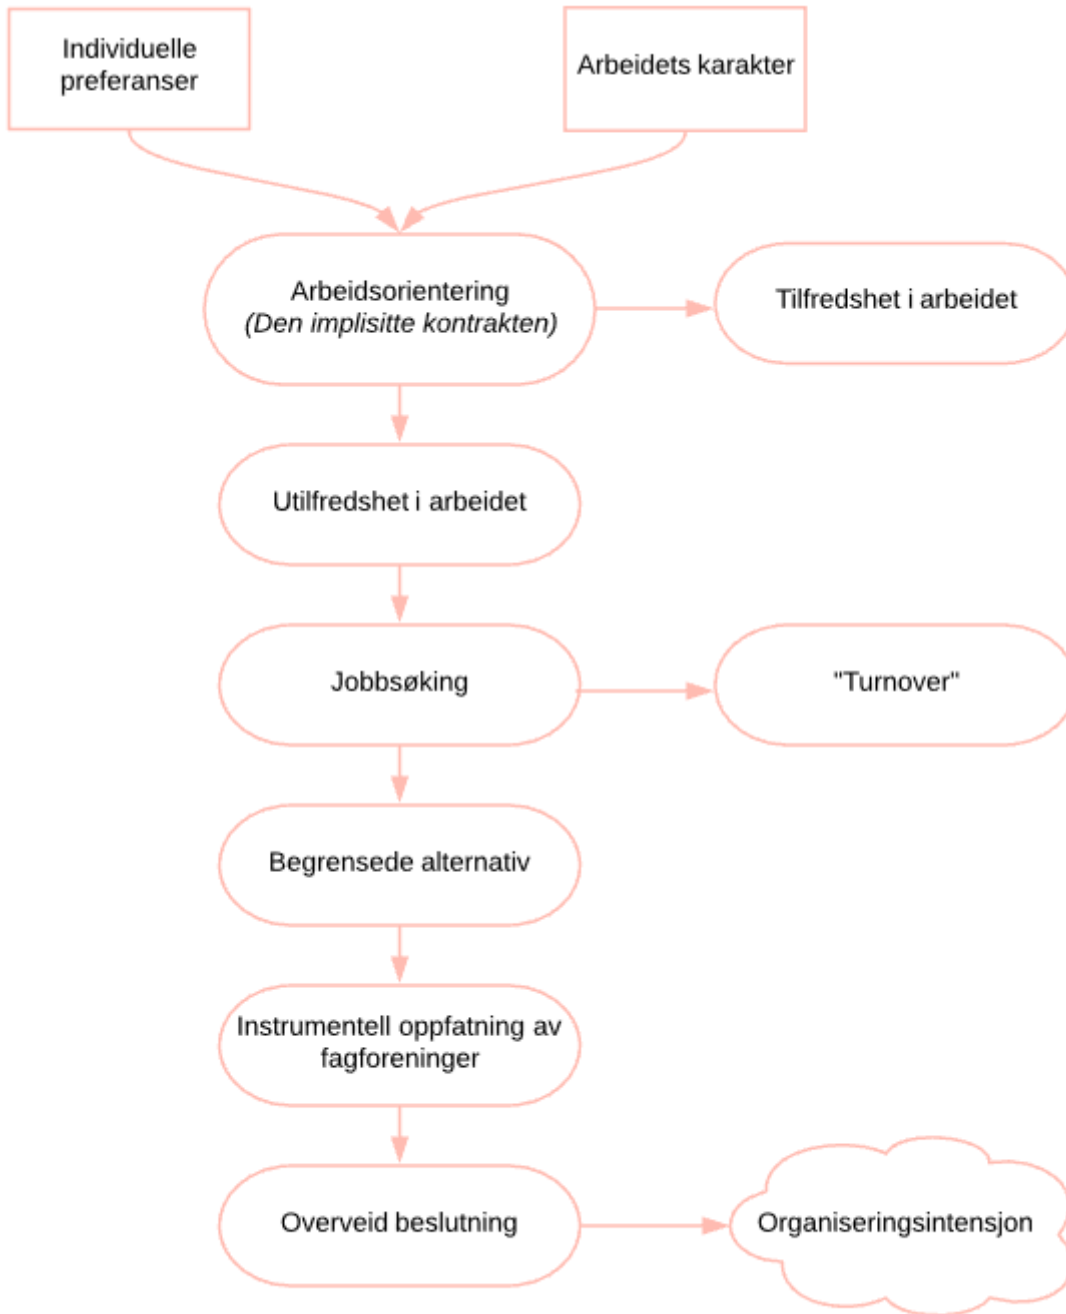 Individuelle
preferanser
Arbeidets karakter
Arbeidsorientering
(Den implisitte kontrakten)
Tilfredshet i arbeidet
Utilfredshet i arbeidet
Jobbsøking
"Turnover"
Begrensede alternativ
Instrumentell oppfatning av
fagforeninger
Overveid beslutning
Organiseringsintensjon